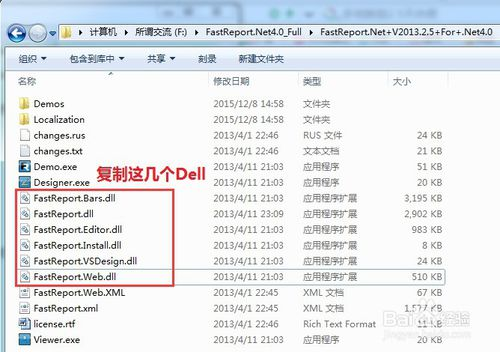 计算机 ▸ 所谓交流 (F:) ▸ FastReport.Net4.0_Full ▸ FastReport.Net+V2013.2.5+For+.Net4.0
组织 包含到库中 共享 刻录 新建文件夹
名称 修改日期 类型 大小
Demos 2015/12/8 14:58 文件夹
Localization 2015/12/8 14:58 文件夹
changes.rus 2013/4/1 22:46 RUS 文件 24 KB
changes.txt 2013/4/1 22:46 文本文档 21 KB
Demo.exe 2013/4/11 21:03 应用程序 51 KB
Designer.exe 2013/4/11 21:03 应用程序 20 KB
复制这几个Dell
FastReport.Bars.dll 2013/4/11 21:03 应用程序扩展 3,195 KB
FastReport.dll 2013/4/11 23:09 应用程序扩展 2,902 KB
FastReport.Editor.dll 2013/4/11 21:03 应用程序扩展 983 KB
FastReport.Install.dll 2013/4/11 21:03 应用程序扩展 8 KB
FastReport.VSDesign.dll 2013/4/11 21:03 应用程序扩展 24 KB
FastReport.Web.dll 2013/4/11 21:03 应用程序扩展 510 KB
FastReport.Web.XML 2013/4/1 22:45 XML 文档 67 KB
FastReport.xml 2013/4/1 22:45 XML 文档 KB
license.rtf 2013/4/1 22:46 Rich Text Format 11 KB
Viewer.exe 2013/4/11 21:03 应用程序 20 KB